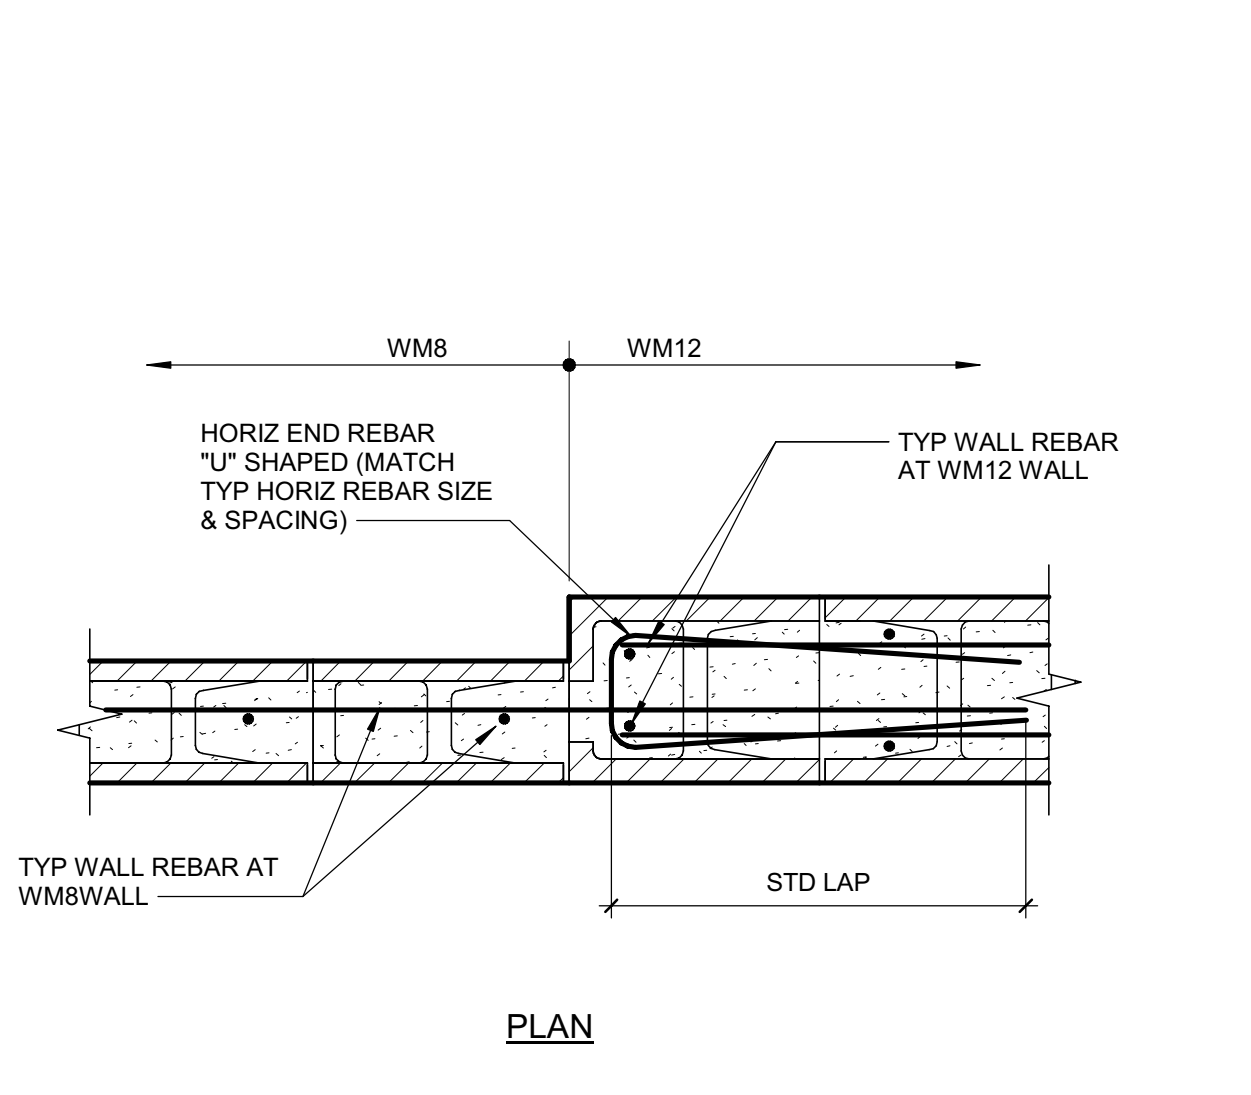 WM8
WM12
HORIZ END REBAR
"U" SHAPED (MATCH
TYP HORIZ REBAR SIZE
& SPACING)
TYP WALL REBAR
AT WM12 WALL
TYP WALL REBAR AT
WM8WALL
STD LAP
PLAN